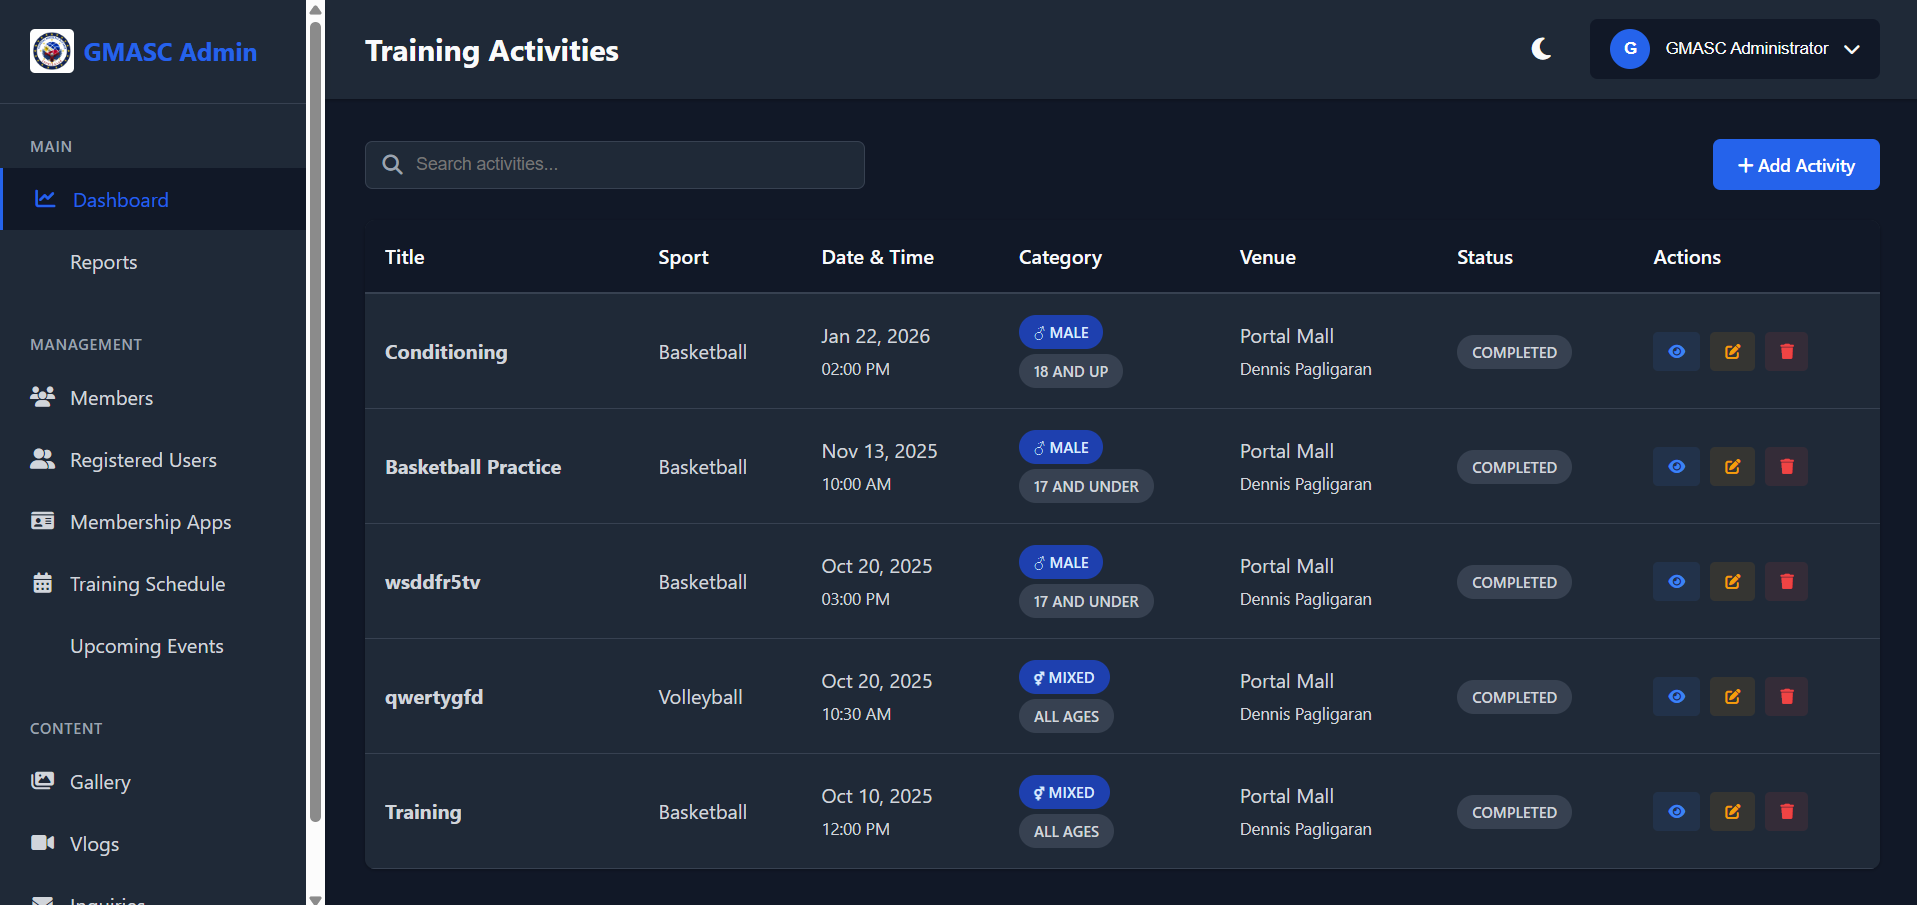 GMASC Admin
Training Activities
G GMASC Administrator
MAIN
Dashboard
Reports
MANAGEMENT
Members
Registered Users
Membership Apps
Training Schedule
Upcoming Events
CONTENT
Gallery
Vlogs
Inquiries
Search activities...
+ Add Activity
Title Sport Date & Time Category Venue Status Actions
Conditioning Basketball Jan 22, 2026 02:00 PM ♂ MALE 18 AND UP Portal Mall Dennis Pagligaran COMPLETED
Basketball Practice Basketball Nov 13, 2025 10:00 AM ♂ MALE 17 AND UNDER Portal Mall Dennis Pagligaran COMPLETED
wsddfr5tv Basketball Oct 20, 2025 03:00 PM ♂ MALE 17 AND UNDER Portal Mall Dennis Pagligaran COMPLETED
qwertygfd Volleyball Oct 20, 2025 10:30 AM ⚥ MIXED ALL AGES Portal Mall Dennis Pagligaran COMPLETED
Training Basketball Oct 10, 2025 12:00 PM ⚥ MIXED ALL AGES Portal Mall Dennis Pagligaran COMPLETED